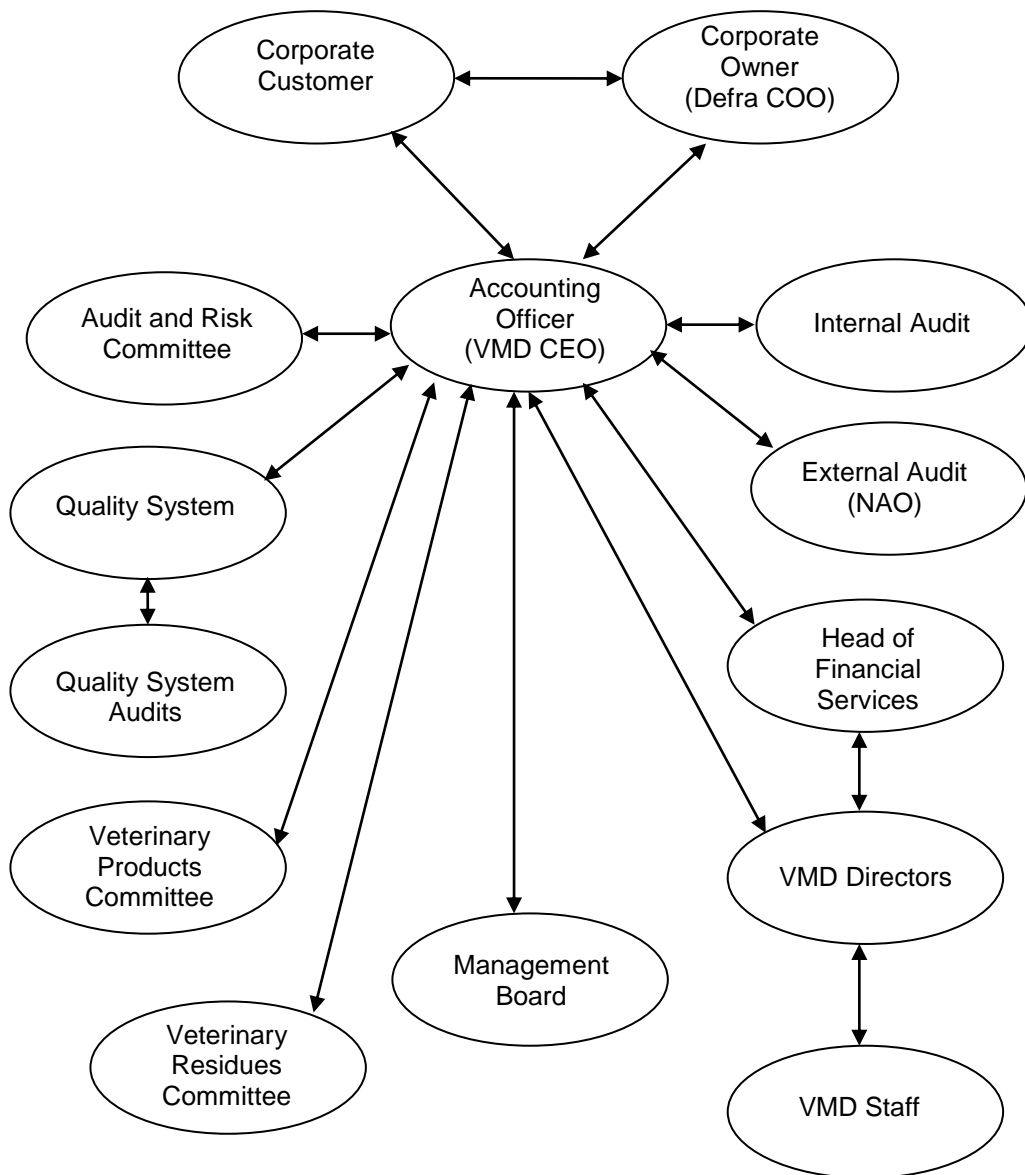 Corporate
Customer
Corporate
Owner
(Defra COO)
Accounting
Officer
(VMD CEO)
Audit and Risk
Committee
Internal Audit
Quality System
External Audit
(NAO)
Quality System
Audits
Head of
Financial
Services
Veterinary
Products
Committee
VMD Directors
Management
Board
Veterinary
Residues
Committee
VMD Staff